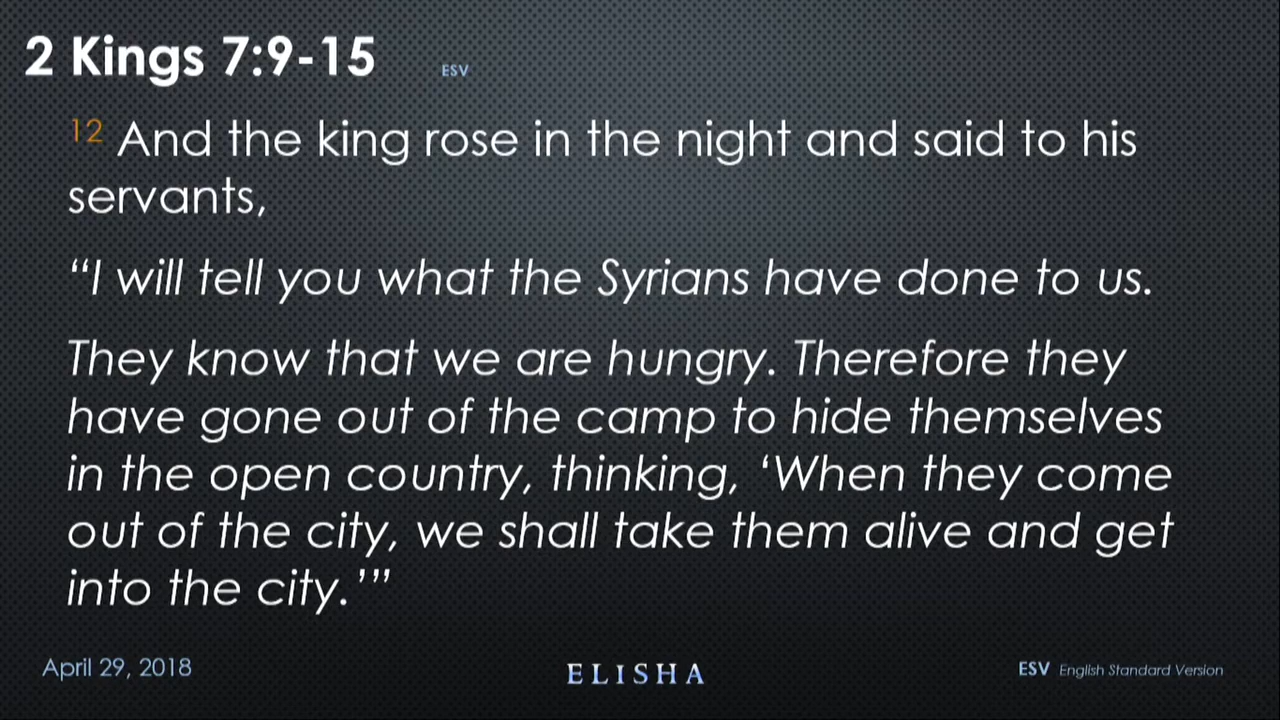 2 Kings 7:9-15 ESV
12 And the king rose in the night and said to his
servants,
“I will tell you what the Syrians have done to us.
They know that we are hungry. Therefore they
have gone out of the camp to hide themselves
in the open country, thinking, ‘When they come
out of the city, we shall take them alive and get
into the city.’”
April 29, 2018
ELISHA
ESV English Standard Version